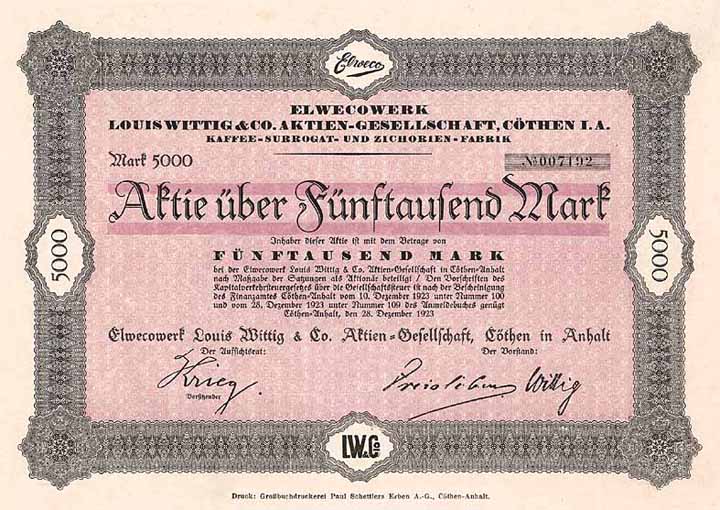 Elweco
ELWECOWERK
LOUIS WITTIG & CO. AKTIEN-GESELLSCHAFT, CÖTHEN I. A.
KAFFEE-SURROGAT- UND ZICHORIEN-FABRIK
Mark 5000 № 007192
Aktie über Fünftausend Mark
Inhaber dieser Aktie ist mit dem Betrage von
FÜNFTAUSEND MARK
bei der Elwecowerk Louis Wittig & Co. Aktien-Gesellschaft in Cöthen-Anhalt
nach Maßgabe der Satzungen als Aktionär beteiligt / Den Vorschriften des
Kapitalverkehrsteuergesetzes über die Gesellschaftssteuer ist nach der Bescheinigung
des Finanzamtes Cöthen-Anhalt vom 10. Dezember 1923 unter Nummer 100
und vom 28. Dezember 1923 unter Nummer 109 des Anmeldebuches genügt
Cöthen-Anhalt, den 28. Dezember 1923
Elwecowerk Louis Wittig & Co. Aktien-Gesellschaft, Cöthen in Anhalt
Der Aufsichtsrat: Der Vorstand:
Krieg Preisleben Wittig
Vorsitzender
5000
5000
LW&Co
Druck: Großbuchdruckerei Paul Schettlers Erben A.-G., Cöthen-Anhalt.